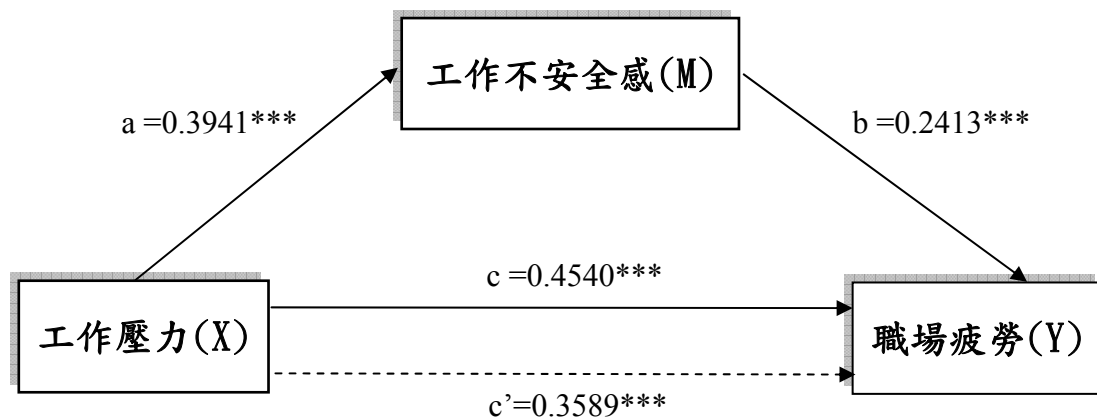 工作不安全感(M)
a =0.3941***
b =0.2413***
c =0.4540***
工作壓力(X)
職場疲勞(Y)
c’=0.3589***